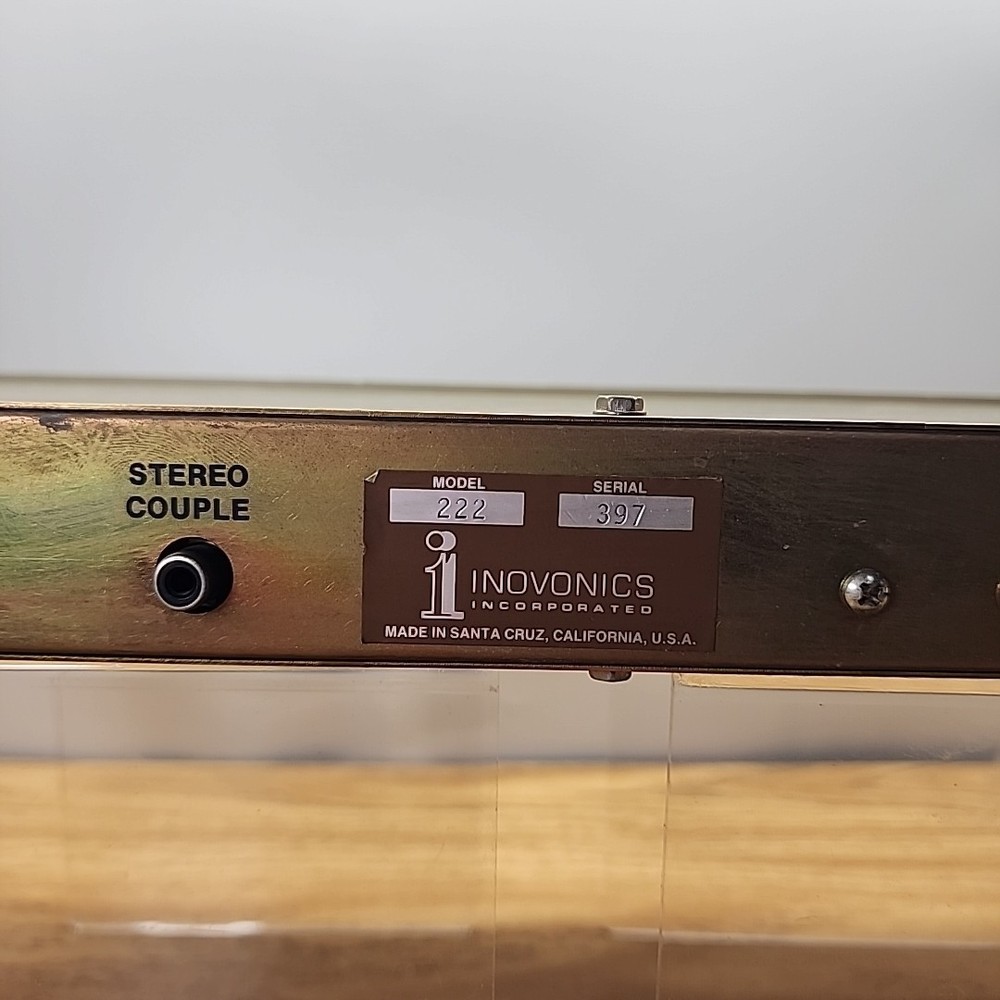 STEREO
COUPLE
MODEL
222
SERIAL
397
i INOVONICS
INCORPORATED
MADE IN SANTA CRUZ, CALIFORNIA, U.S.A.